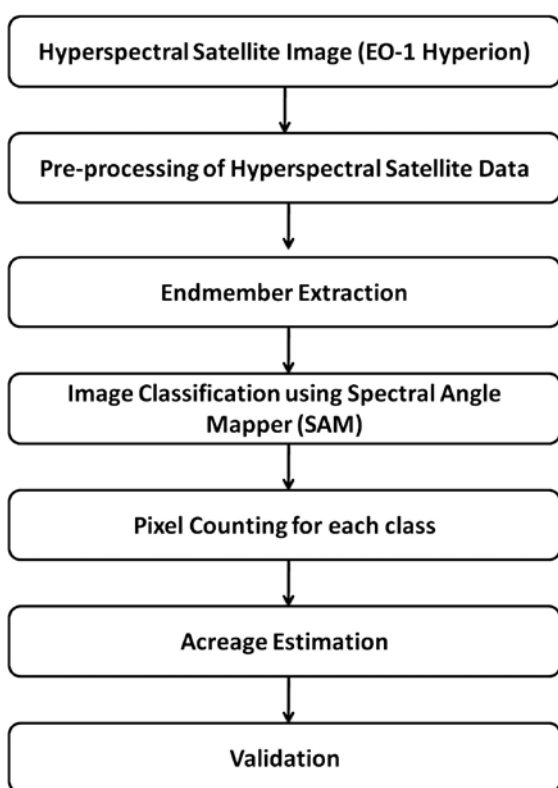 Hyperspectral Satellite Image (EO-1 Hyperion)
Pre-processing of Hyperspectral Satellite Data
Endmember Extraction
Image Classification using Spectral Angle
Mapper (SAM)
Pixel Counting for each class
Acreage Estimation
Validation